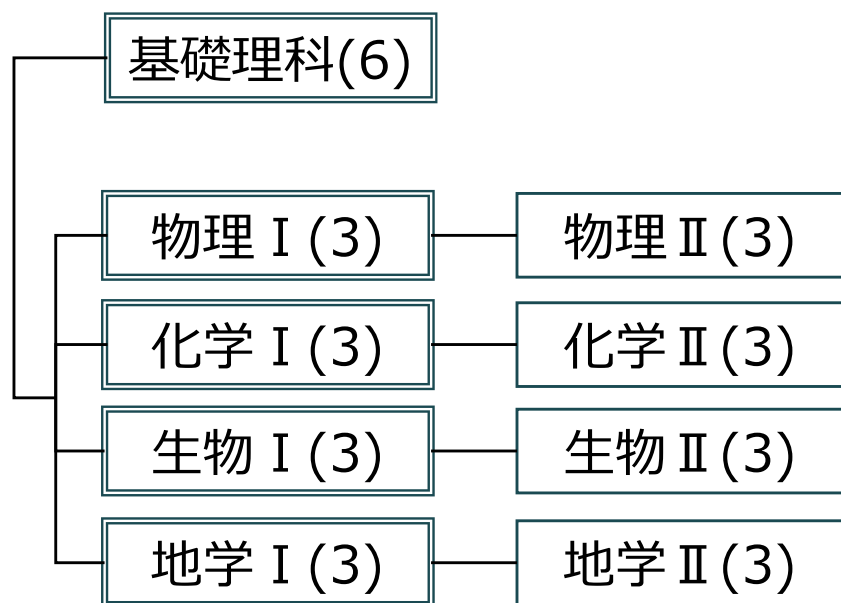 基礎理科(6)
物理Ⅰ(3)
物理Ⅱ(3)
化学Ⅰ(3)
化学Ⅱ(3)
生物Ⅰ(3)
生物Ⅱ(3)
地学Ⅰ(3)
地学Ⅱ(3)